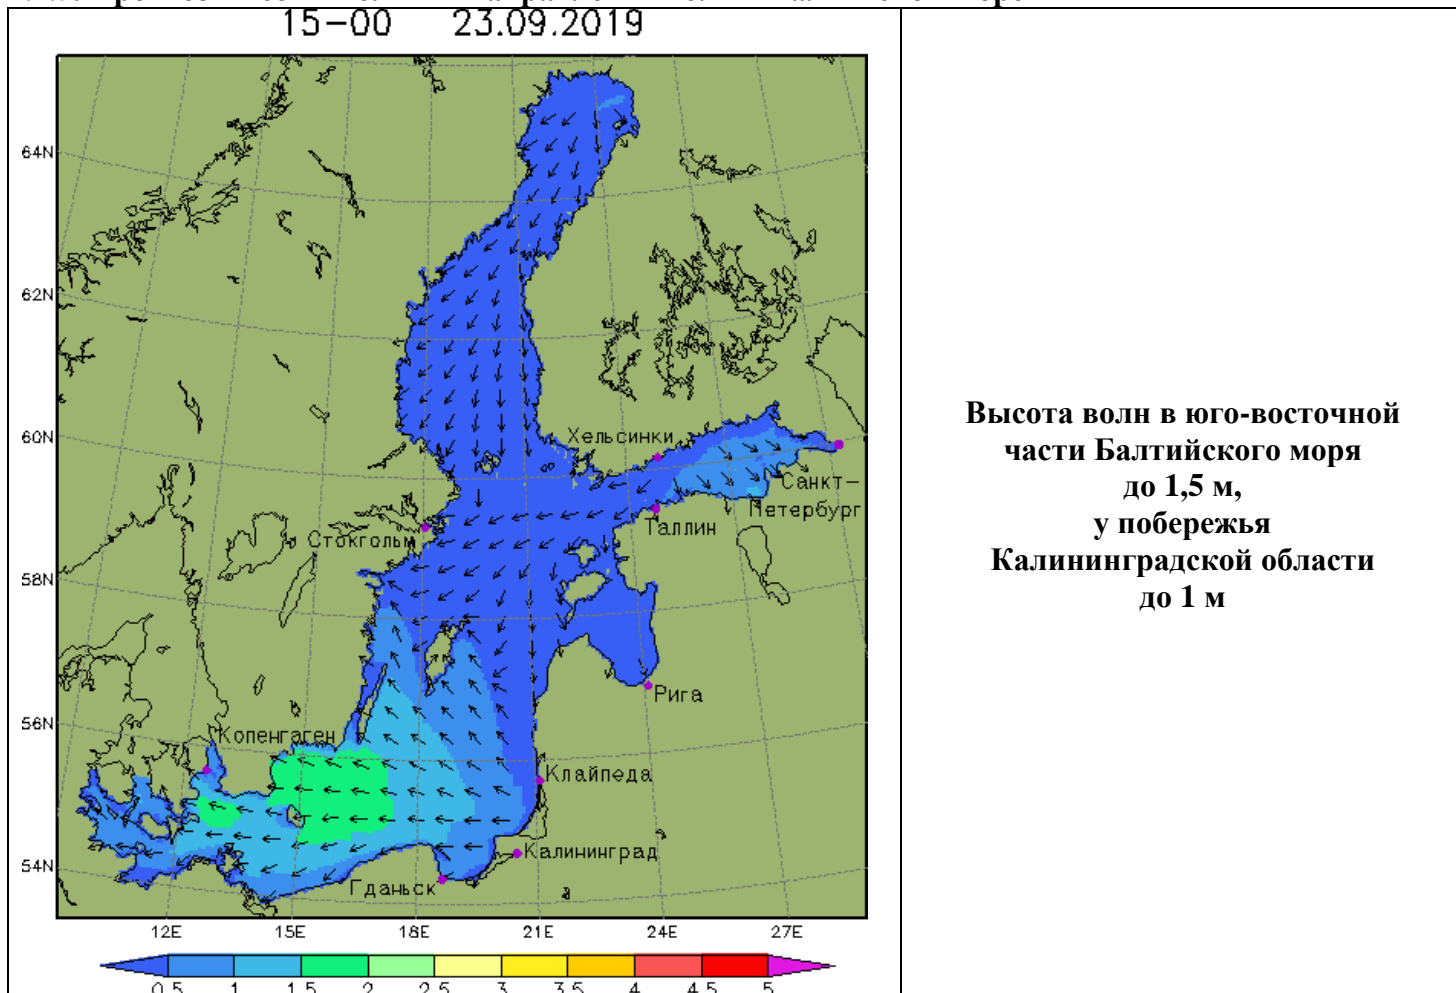 15-00 23.09.2019
64N
62N
60N
58N
56N
54N
Хельсинки
Санкт-
Петербург
Таллин
Стокгольм
Рига
Копенгаген
Клайпеда
Калининград
Гданьск
12E 15E 18E 21E 24E 27E
0.5 1 1.5 2 2.5 3 3.5 4 4.5 5
Высота волн в юго-восточной
части Балтийского моря
до 1,5 м,
у побережья
Калининградской области
до 1 м